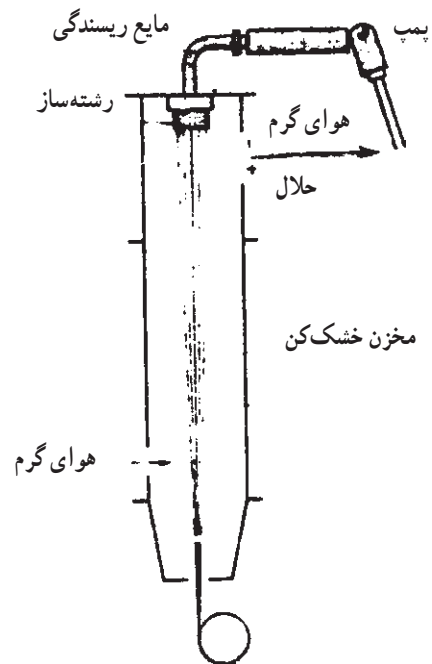 پمپ
مایع ریسندگی
رشته‌ساز
هوای گرم
حلال
مخزن خشک‌کن
هوای گرم